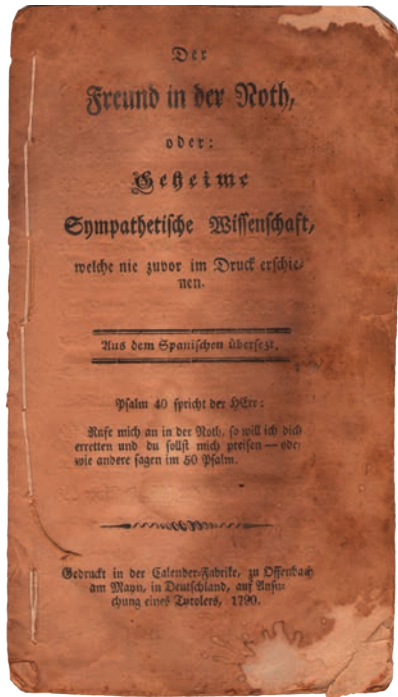 Der
Freund in der Noth,
oder:
Geheime
Sympathetische Wissenschaft,
welche nie zuvor im Druck erschie-
nen.
Aus dem Spanischen übersezt.
Psalm 40 spricht der HErr:
Rufe mich an in der Noth, so will ich dich
erretten und du sollst mich preisen — oder
wie andere sagen im 50 Psalm.
Gedruckt in der Calender-Fabrike, zu Offenbach
am Mayn, in Deutschland, auf Ansu-
chung eines Tyrolers, 1790.